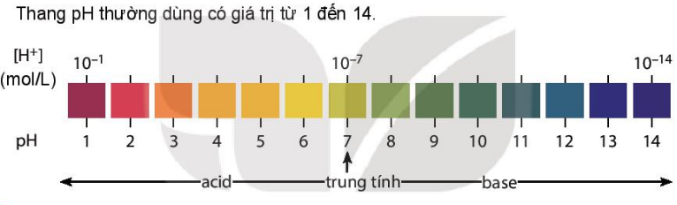 Thang pH thường dùng có giá trị từ 1 đến 14.
[H⁺] 10⁻¹ 10⁻⁷ 10⁻¹⁴
(mol/L)
pH 1 2 3 4 5 6 7 8 9 10 11 12 13 14
acid trung tính base